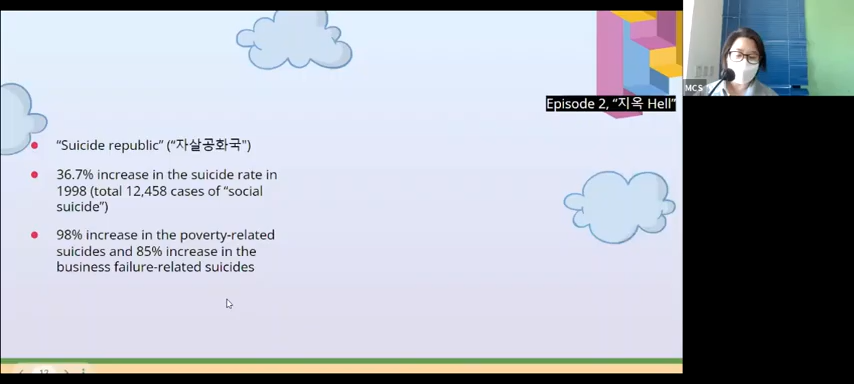 Episode 2, “지옥 Hell”
MCS
“Suicide republic” (“자살공화국”)
36.7% increase in the suicide rate in
1998 (total 12,458 cases of “social
suicide”)
98% increase in the poverty-related
suicides and 85% increase in the
business failure-related suicides
12